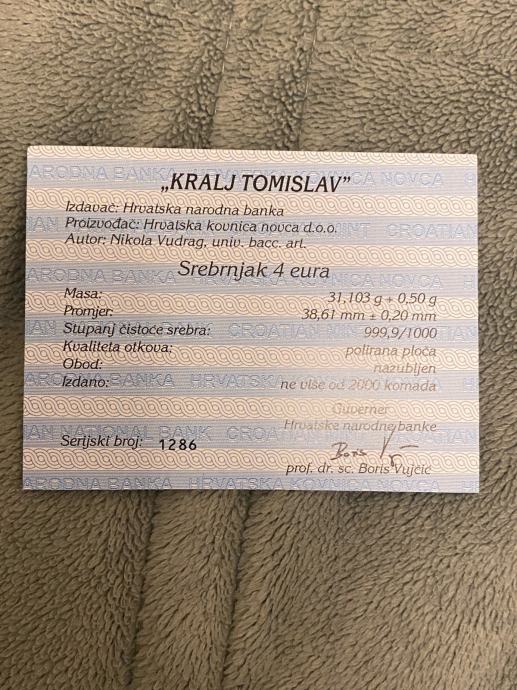 „KRALJ TOMISLAV”
Izdavač: Hrvatska narodna banka
Proizvođač: Hrvatska kovnica novca d.o.o.
Autor: Nikola Vudrag, univ. bacc. art.
Srebrnjak 4 eura
Masa: 31,103 g + 0,50 g
Promjer: 38,61 mm ± 0,20 mm
Stupanj čistoće srebra: 999,9/1000
Kvaliteta otkova: polirana ploča
Obod: nazubljen
Izdano: ne više od 2000 komada
Guverner
Hrvatske narodne banke
Serijski broj: 1286
Boris V
prof. dr. sc. Boris Vujčić